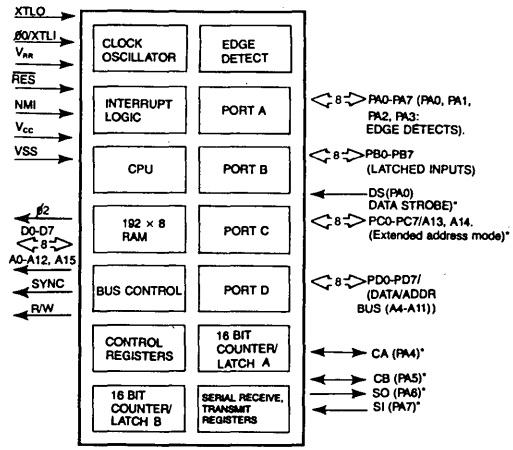 XTLO
ø0/XTLI
VRR
RES
NMI
VCC
VSS
ø2
D0-D7
8
A0-A12, A15
SYNC
R/W
CLOCK
OSCILLATOR
EDGE
DETECT
INTERRUPT
LOGIC
PORT A
CPU
PORT B
192 × 8
RAM
PORT C
BUS CONTROL
PORT D
CONTROL
REGISTERS
16 BIT
COUNTER/
LATCH A
16 BIT
COUNTER/
LATCH B
SERIAL RECEIVE,
TRANSMIT
REGISTERS
8 PA0-PA7 (PA0, PA1,
PA2, PA3:
EDGE DETECTS).
8 PB0-PB7
(LATCHED INPUTS)
DS(PA0)
DATA STROBE)*
8 PC0-PC7/A13, A14.
(Extended address mode)*
8 PD0-PD7/
(DATA/ADDR
BUS (A4-A11))
CA (PA4)*
CB (PA5)*
SO (PA6)*
SI (PA7)*